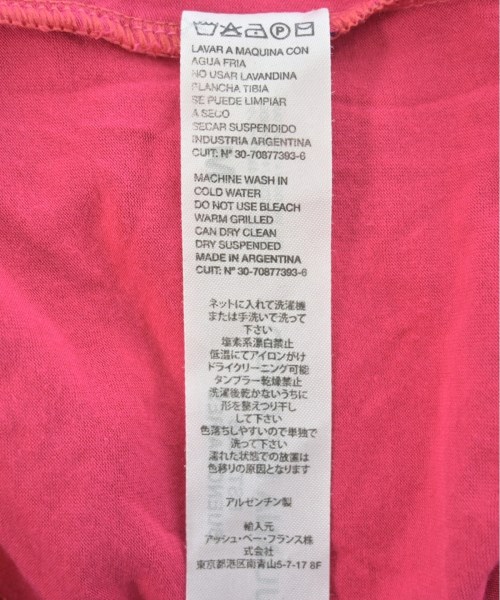 LAVAR A MAQUINA CON
AGUA FRIA
NO USAR LAVANDINA
PLANCHA TIBIA
SE PUEDE LIMPIAR
A SECO
SECAR SUSPENDIDO
INDUSTRIA ARGENTINA
CUIT: Nº 30-70877393-6
MACHINE WASH IN
COLD WATER
DO NOT USE BLEACH
WARM GRILLED
CAN DRY CLEAN
DRY SUSPENDED
MADE IN ARGENTINA
CUIT: Nº 30-70877393-6
ネットに入れて洗濯機
または手洗いで洗って
下さい
塩素系漂白禁止
低温にてアイロンがけ
ドライクリーニング可能
タンブラー乾燥禁止
洗濯後乾かないうちに
形を整えつり干し
して下さい
色落ちしやすいので単独で
洗って下さい
濡れた状態での放置は
色移りの原因となります
アルゼンチン製
輸入元
アッシュ・ペー・フランス株
式会社
東京都港区南青山5-7-17 8F